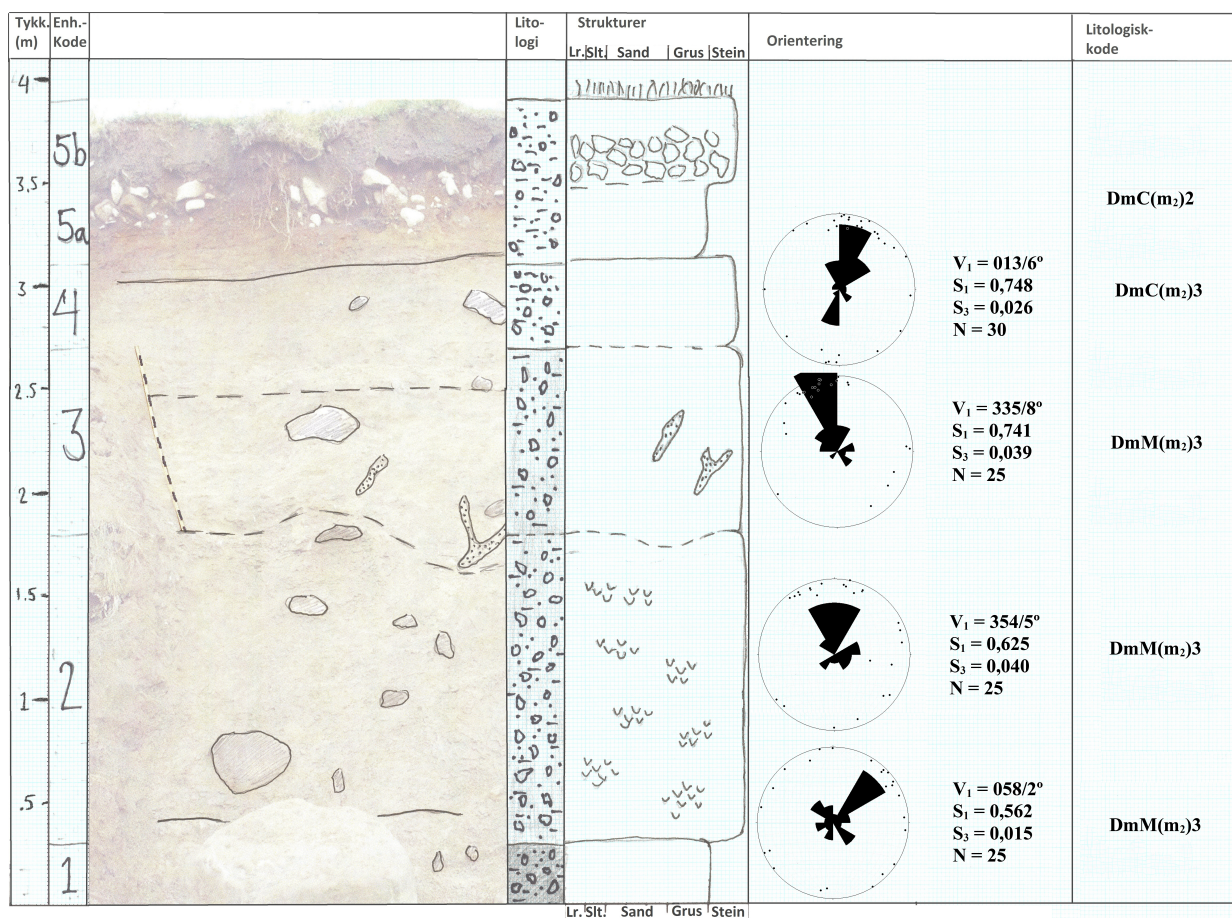 Tykk. Enh.- Lito- Strukturer
(m) Kode logi Orientering Litologisk-
kode
Lr. Slt. Sand Grus Stein
4
5b
3,5
DmC(m₂)2
5a
V₁ = 013/6º
S₁ = 0,748
S₃ = 0,026
N = 30
3
4
DmC(m₂)3
2.5
3
V₁ = 335/8º
S₁ = 0,741
S₃ = 0,039
N = 25
DmM(m₂)3
2
1.5
V₁ = 354/5º
S₁ = 0,625
S₃ = 0,040
N = 25
DmM(m₂)3
2
1
.5
V₁ = 058/2º
S₁ = 0,562
S₃ = 0,015
N = 25
DmM(m₂)3
1
Lr. Slt. Sand Grus Stein